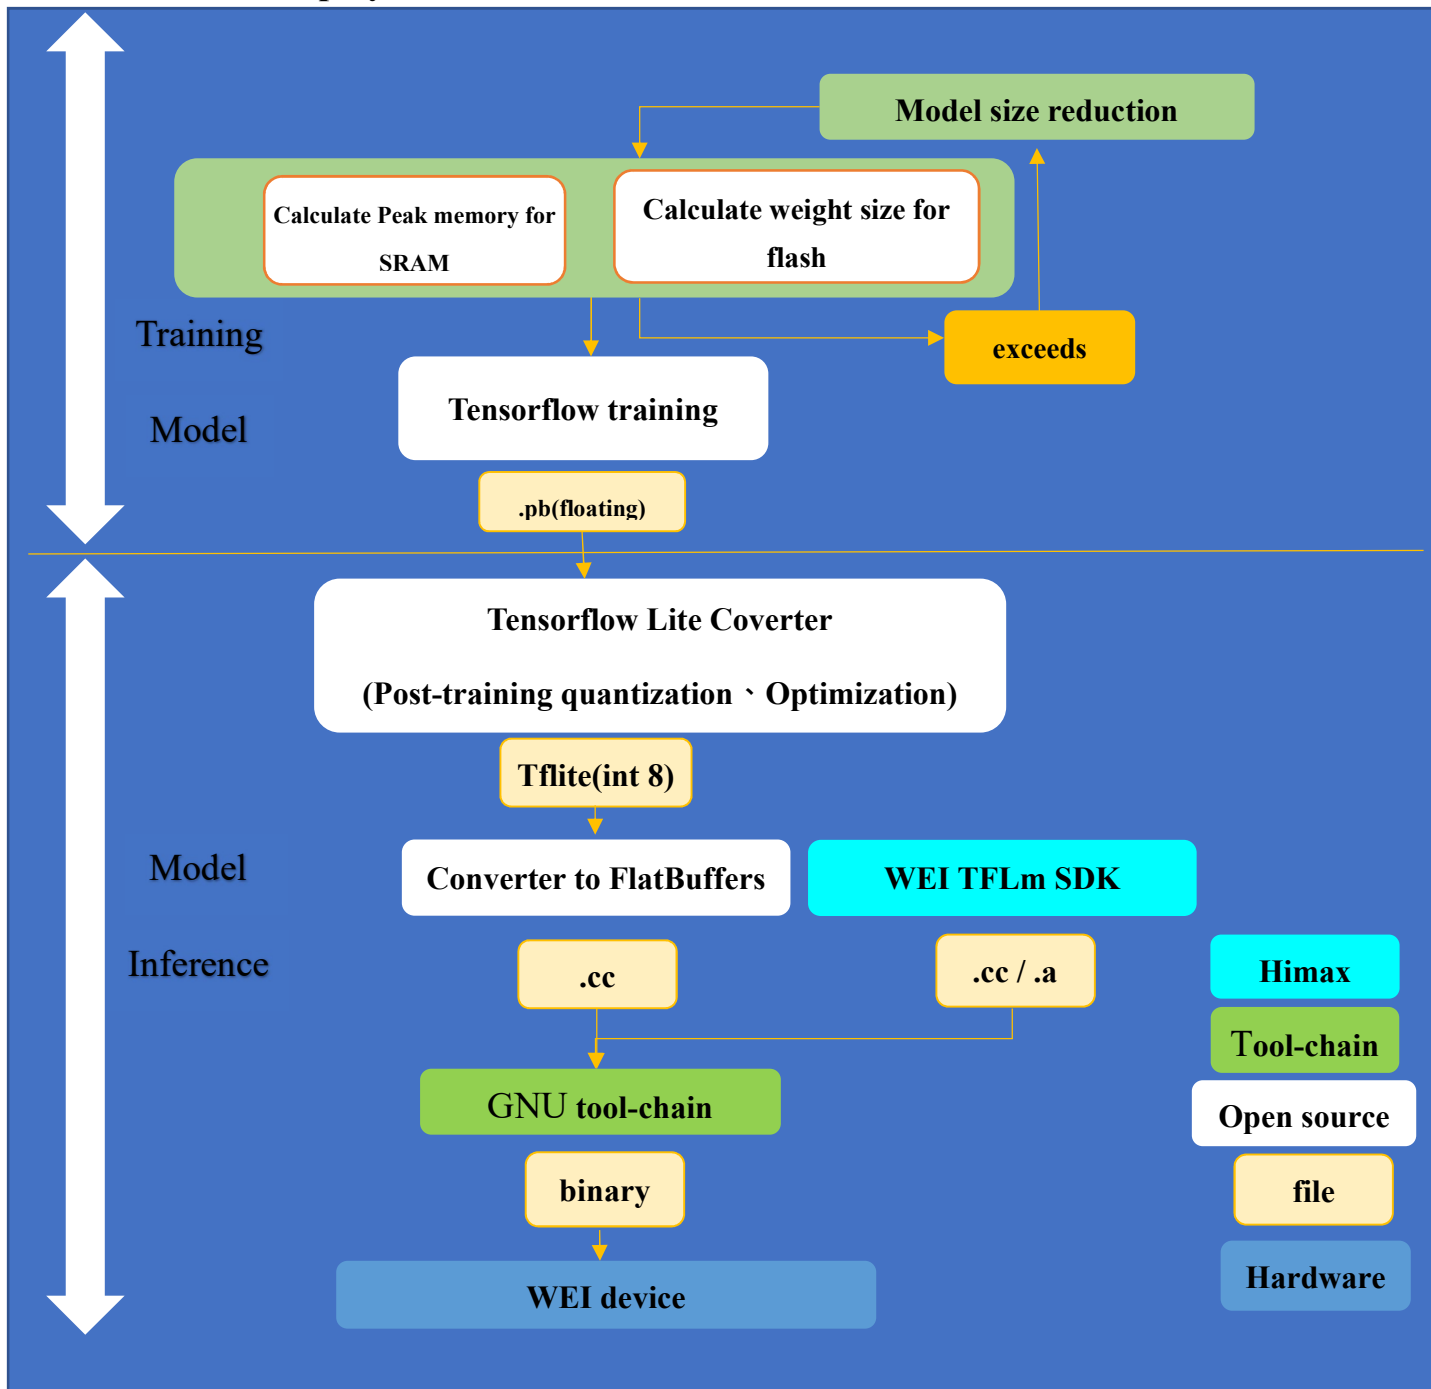 Model size reduction
Calculate Peak memory for
SRAM
Calculate weight size for
flash
Training
Model
exceeds
Tensorflow training
.pb(floating)
Tensorflow Lite Coverter
(Post-training quantization、Optimization)
Tflite(int 8)
Model
Inference
Converter to FlatBuffers
WEI TFLm SDK
.cc
.cc / .a
Himax
Tool-chain
GNU tool-chain
Open source
binary
file
WEI device
Hardware